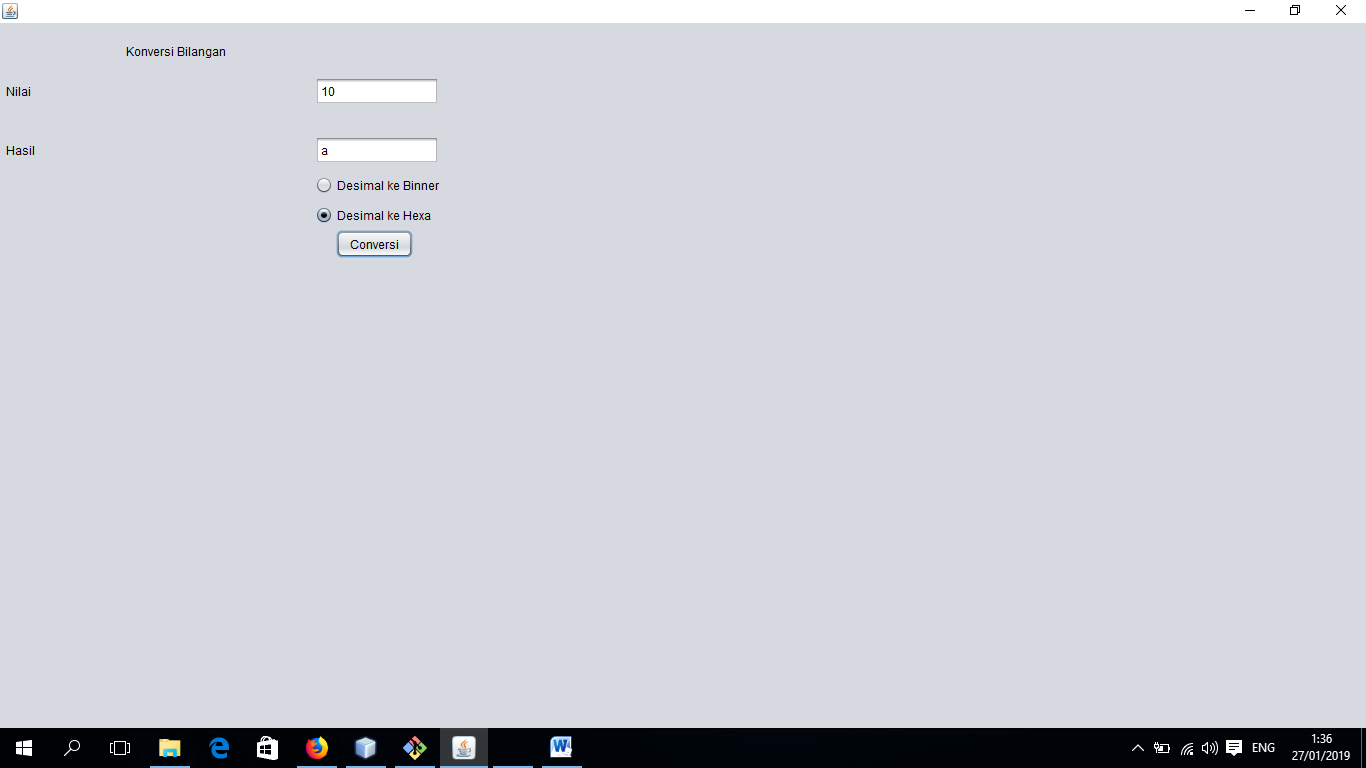 Konversi Bilangan
Nilai 10
Hasil a
Desimal ke Binner
Desimal ke Hexa
Conversi
ENG
1:36
27/01/2019